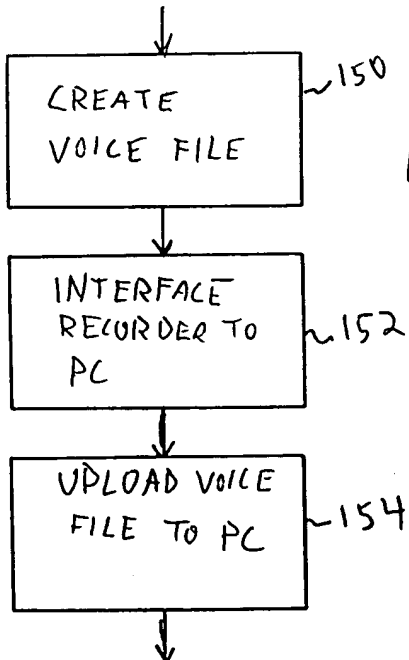 CREATE
VOICE FILE
150
INTERFACE
RECORDER TO
PC
152
UPLOAD VOICE
FILE TO PC
154